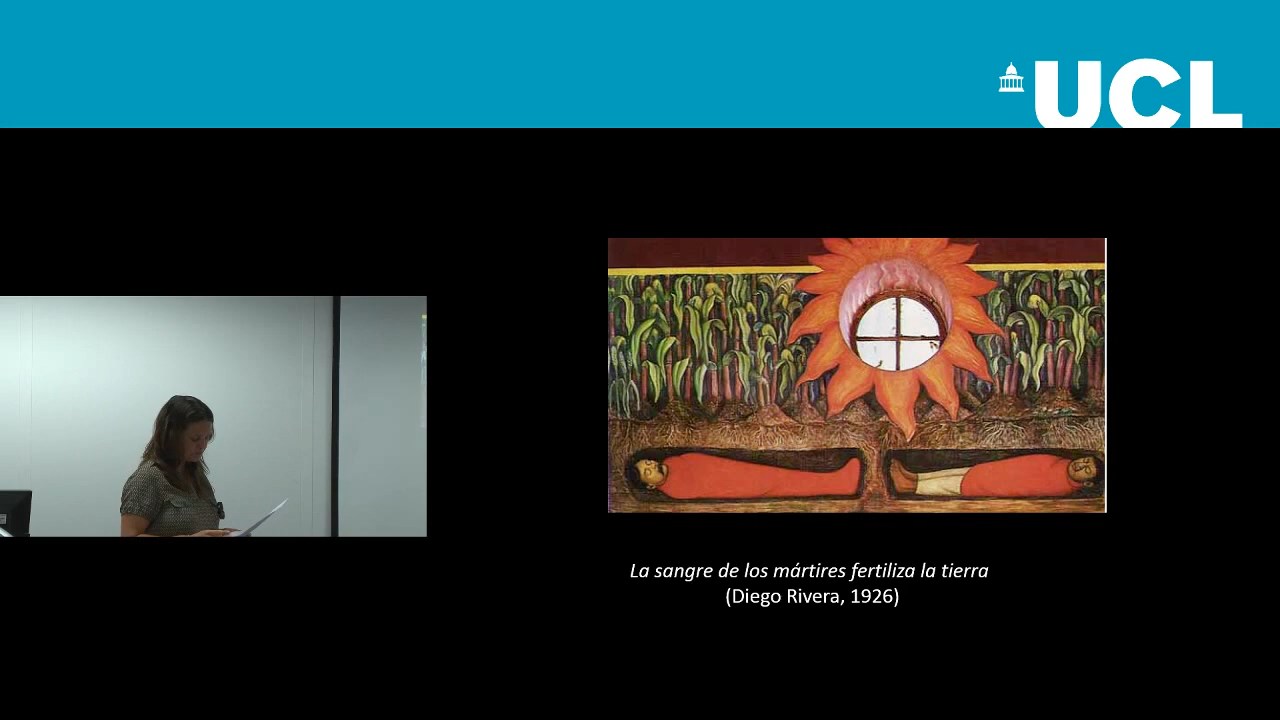 UCL
La sangre de los mártires fertiliza la tierra
(Diego Rivera, 1926)